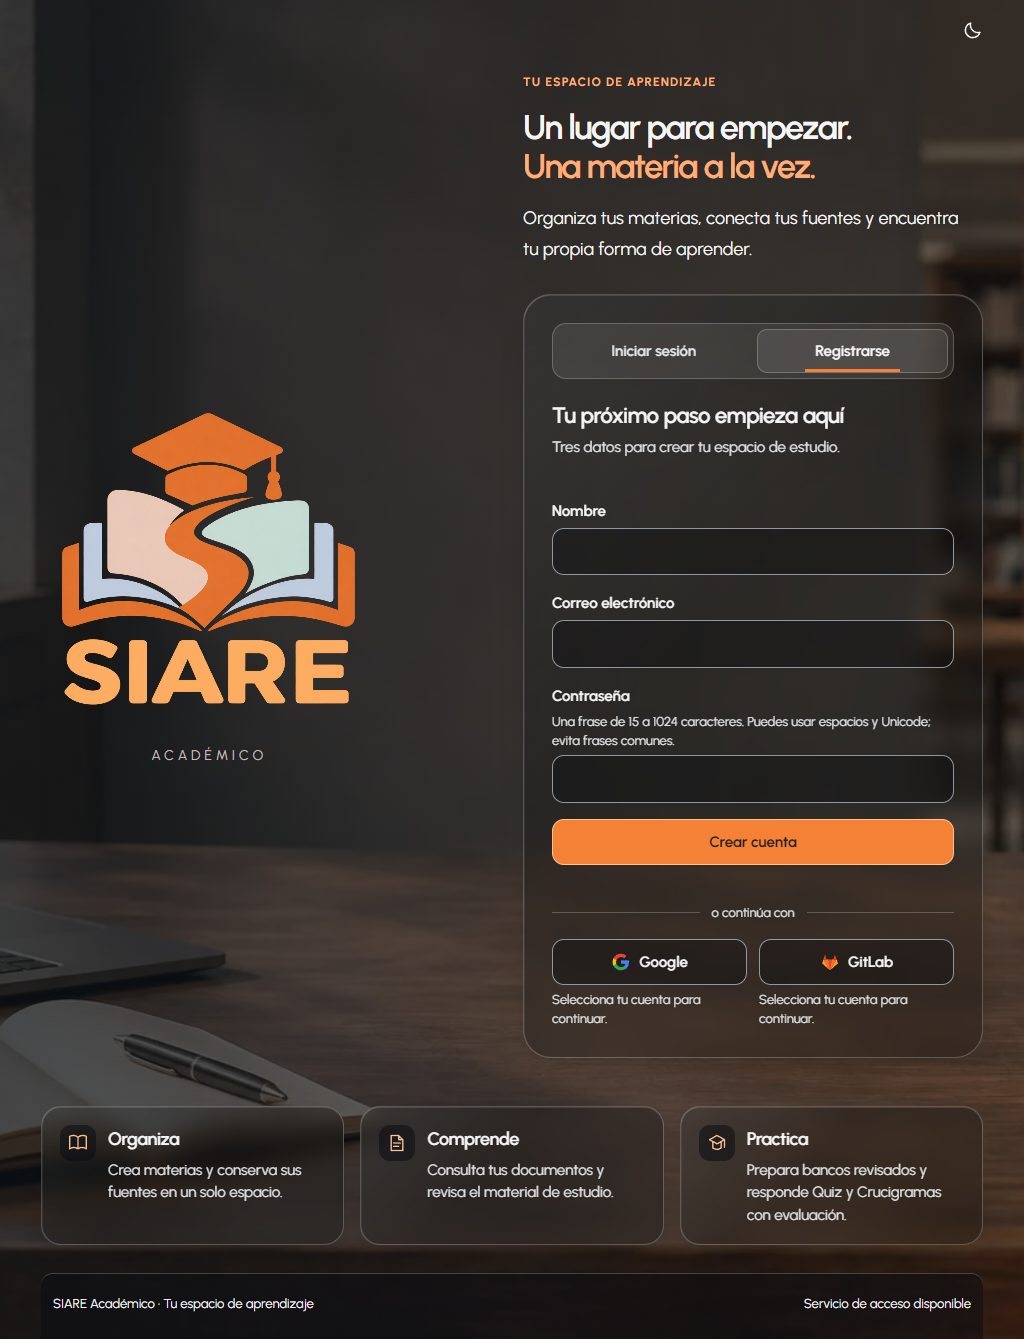 TU ESPACIO DE APRENDIZAJE
Un lugar para empezar.
Una materia a la vez.
Organiza tus materias, conecta tus fuentes y encuentra
tu propia forma de aprender.
Iniciar sesión
Registrarse
Tu próximo paso empieza aquí
Tres datos para crear tu espacio de estudio.
Nombre
Correo electrónico
Contraseña
Una frase de 15 a 1024 caracteres. Puedes usar espacios y Unicode;
evita frases comunes.
Crear cuenta
o continúa con
Google
GitLab
Selecciona tu cuenta para
continuar.
Selecciona tu cuenta para
continuar.
SIARE
ACADÉMICO
Organiza
Crea materias y conserva sus
fuentes en un solo espacio.
Comprende
Consulta tus documentos y
revisa el material de estudio.
Practica
Prepara bancos revisados y
responde Quiz y Crucigramas
con evaluación.
SIARE Académico · Tu espacio de aprendizaje
Servicio de acceso disponible